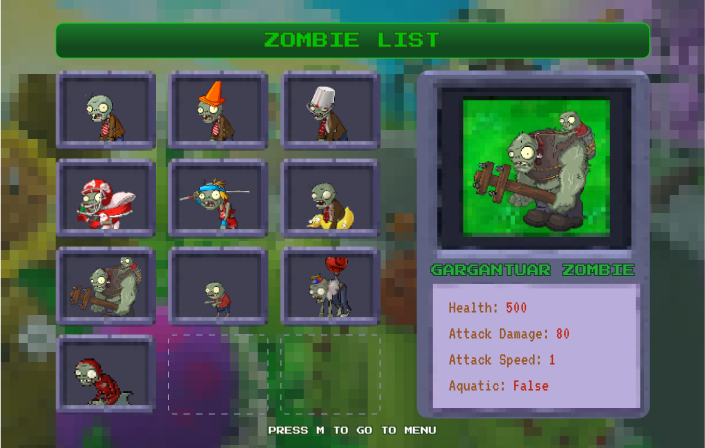 ZOMBIE LIST
GARGANTUAR ZOMBIE
Health: 500
Attack Damage: 80
Attack Speed: 1
Aquatic: False
PRESS M TO GO TO MENU